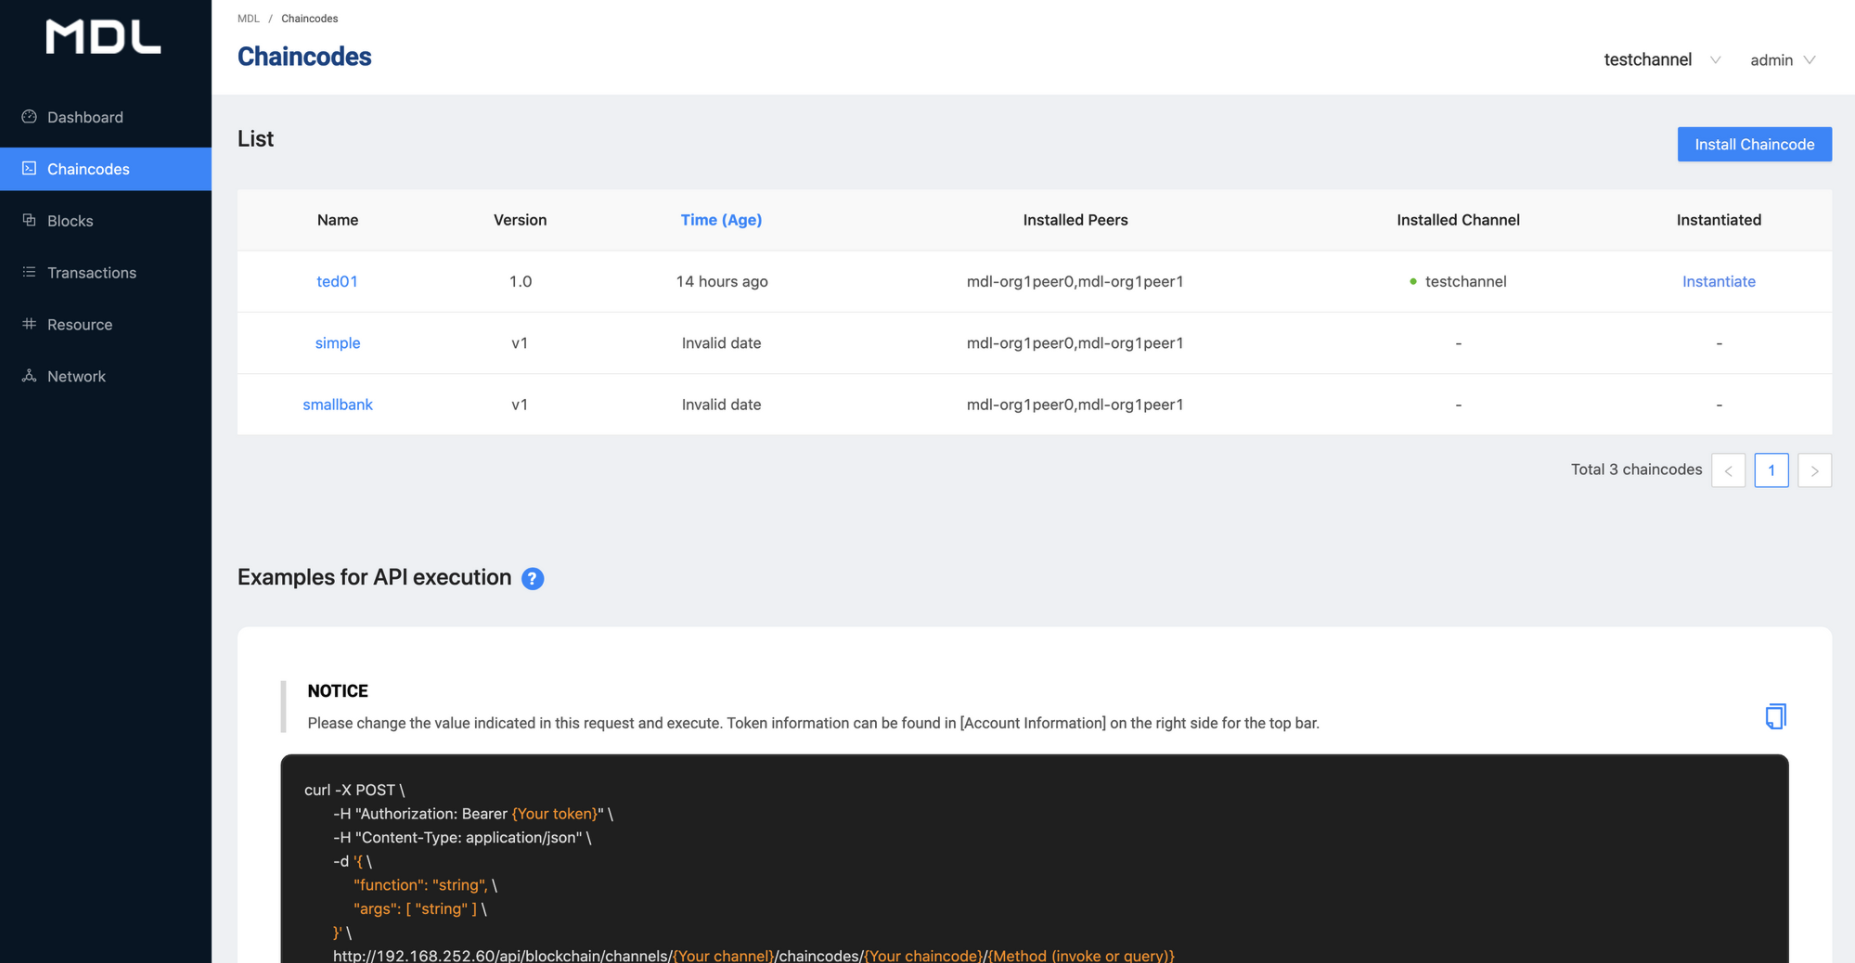 MDL
MDL / Chaincodes
Chaincodes
testchannel
admin
Dashboard
Chaincodes
Blocks
Transactions
Resource
Network
List
Install Chaincode
Name Version Time (Age) Installed Peers Installed Channel Instantiated
ted01 1.0 14 hours ago mdl-org1peer0,mdl-org1peer1 testchannel Instantiate
simple v1 Invalid date mdl-org1peer0,mdl-org1peer1 - -
smallbank v1 Invalid date mdl-org1peer0,mdl-org1peer1 - -
Total 3 chaincodes < 1 >
Examples for API execution ?
NOTICE
Please change the value indicated in this request and execute. Token information can be found in [Account Information] on the right side for the top bar.
curl -X POST \
-H "Authorization: Bearer {Your token}" \
-H "Content-Type: application/json" \
-d '{ \
"function": "string", \
"args": [ "string" ] \
}' \
http://192.168.252.60/api/blockchain/channels/{Your channel}/chaincodes/{Your chaincode}/{Method (invoke or query)}